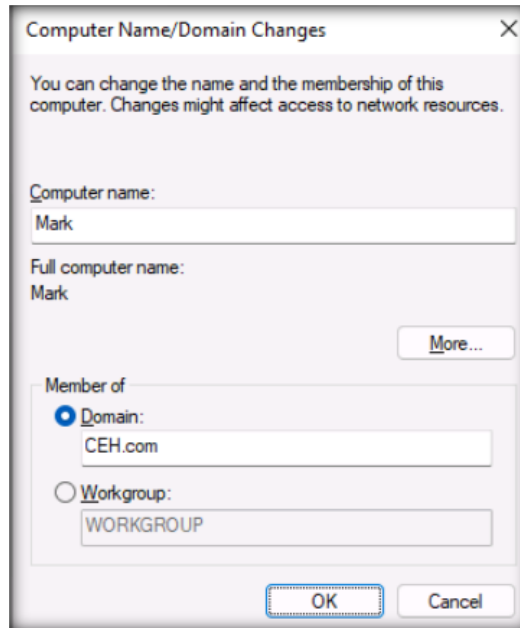 Computer Name/Domain Changes
You can change the name and the membership of this
computer. Changes might affect access to network resources.
Computer name:
Mark
Full computer name:
Mark
More...
Member of
Domain:
CEH.com
Workgroup:
WORKGROUP
OK
Cancel